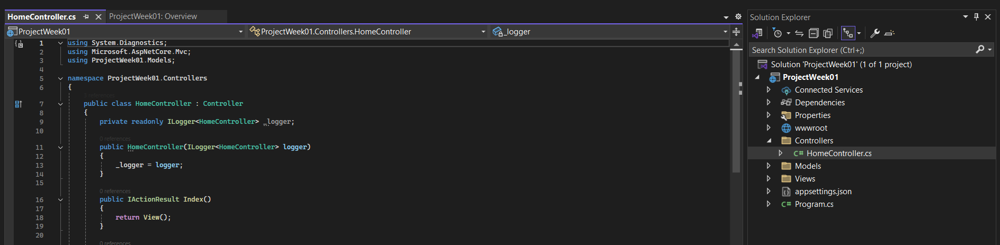 HomeController.cs
ProjectWeek01: Overview
ProjectWeek01
ProjectWeek01.Controllers.HomeController
_logger
1 using System.Diagnostics;
2 using Microsoft.AspNetCore.Mvc;
3 using ProjectWeek01.Models;
4
5 namespace ProjectWeek01.Controllers
6 {
3 references
7 public class HomeController : Controller
8 {
9 private readonly ILogger<HomeController> _logger;
10
0 references
11 public HomeController(ILogger<HomeController> logger)
12 {
13 _logger = logger;
14 }
15
0 references
16 public IActionResult Index()
17 {
18 return View();
19 }
20
0 references
Solution Explorer
Search Solution Explorer (Ctrl+;)
Solution 'ProjectWeek01' (1 of 1 project)
ProjectWeek01
Connected Services
Dependencies
Properties
wwwroot
Controllers
C# HomeController.cs
Models
Views
appsettings.json
C# Program.cs